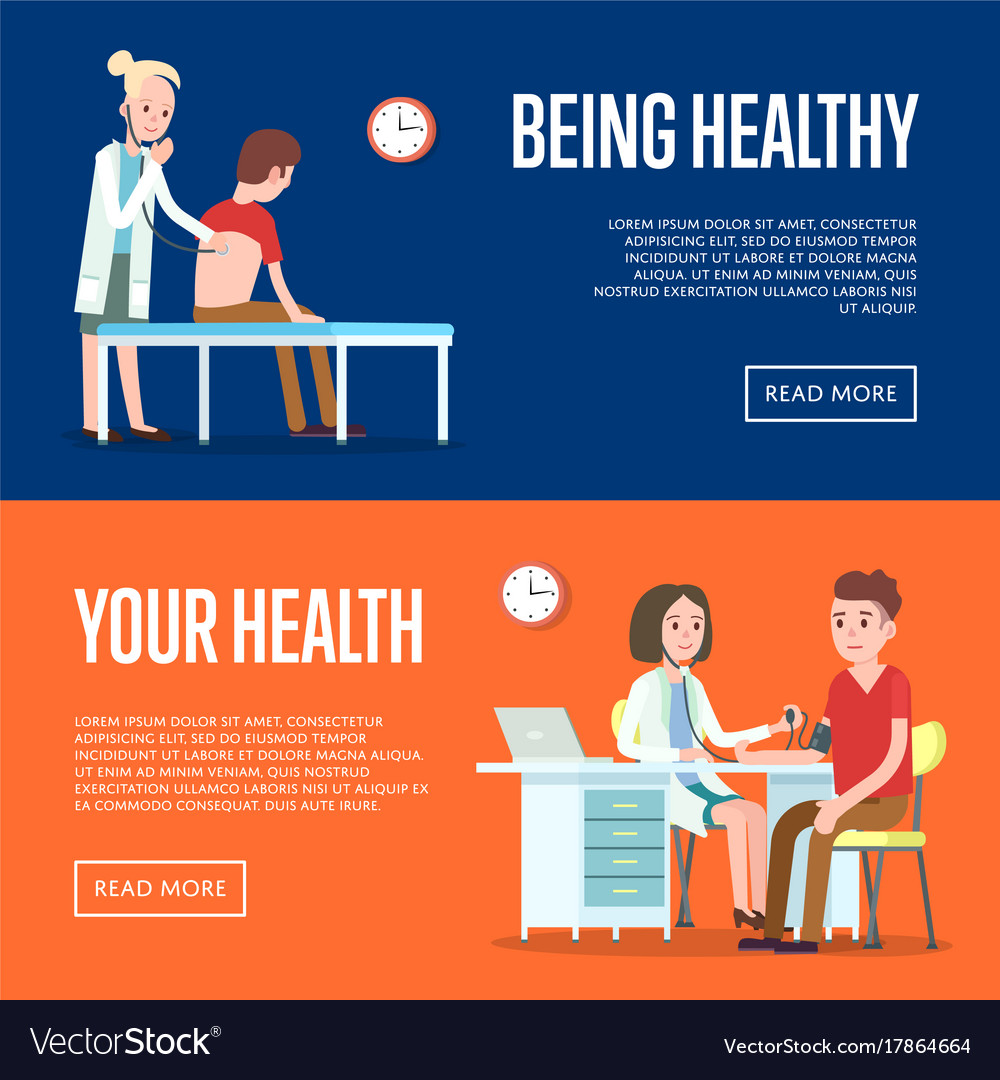 BEING HEALTHY
LOREM IPSUM DOLOR SIT AMET, CONSECTETUR
ADIPISICING ELIT, SED DO EIUSMOD TEMPOR
INCIDIDUNT UT LABORE ET DOLORE MAGNA
ALIQUA. UT ENIM AD MINIM VENIAM, QUIS
NOSTRUD EXERCITATION ULLAMCO LABORIS NISI
UT ALIQUIP.
READ MORE
YOUR HEALTH
LOREM IPSUM DOLOR SIT AMET, CONSECTETUR
ADIPISICING ELIT, SED DO EIUSMOD TEMPOR
INCIDIDUNT UT LABORE ET DOLORE MAGNA ALIQUA.
UT ENIM AD MINIM VENIAM, QUIS NOSTRUD
EXERCITATION ULLAMCO LABORIS NISI UT ALIQUIP EX
EA COMMODO CONSEQUAT. DUIS AUTE IRURE.
READ MORE
VectorStock®
VectorStock.com/17864664